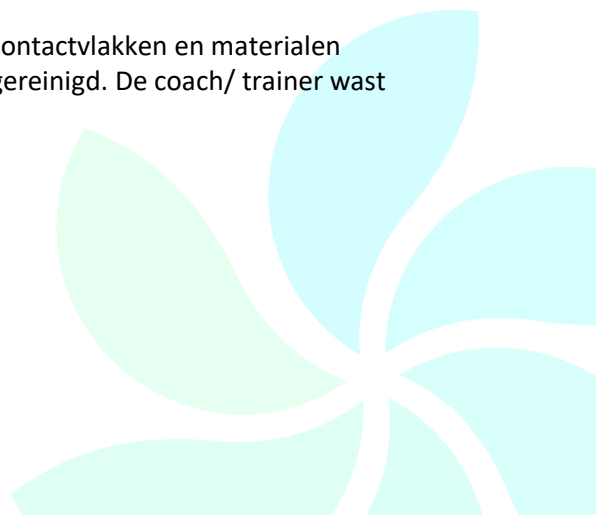 ontactvlakken en materialen
gereinigd. De coach/ trainer wast